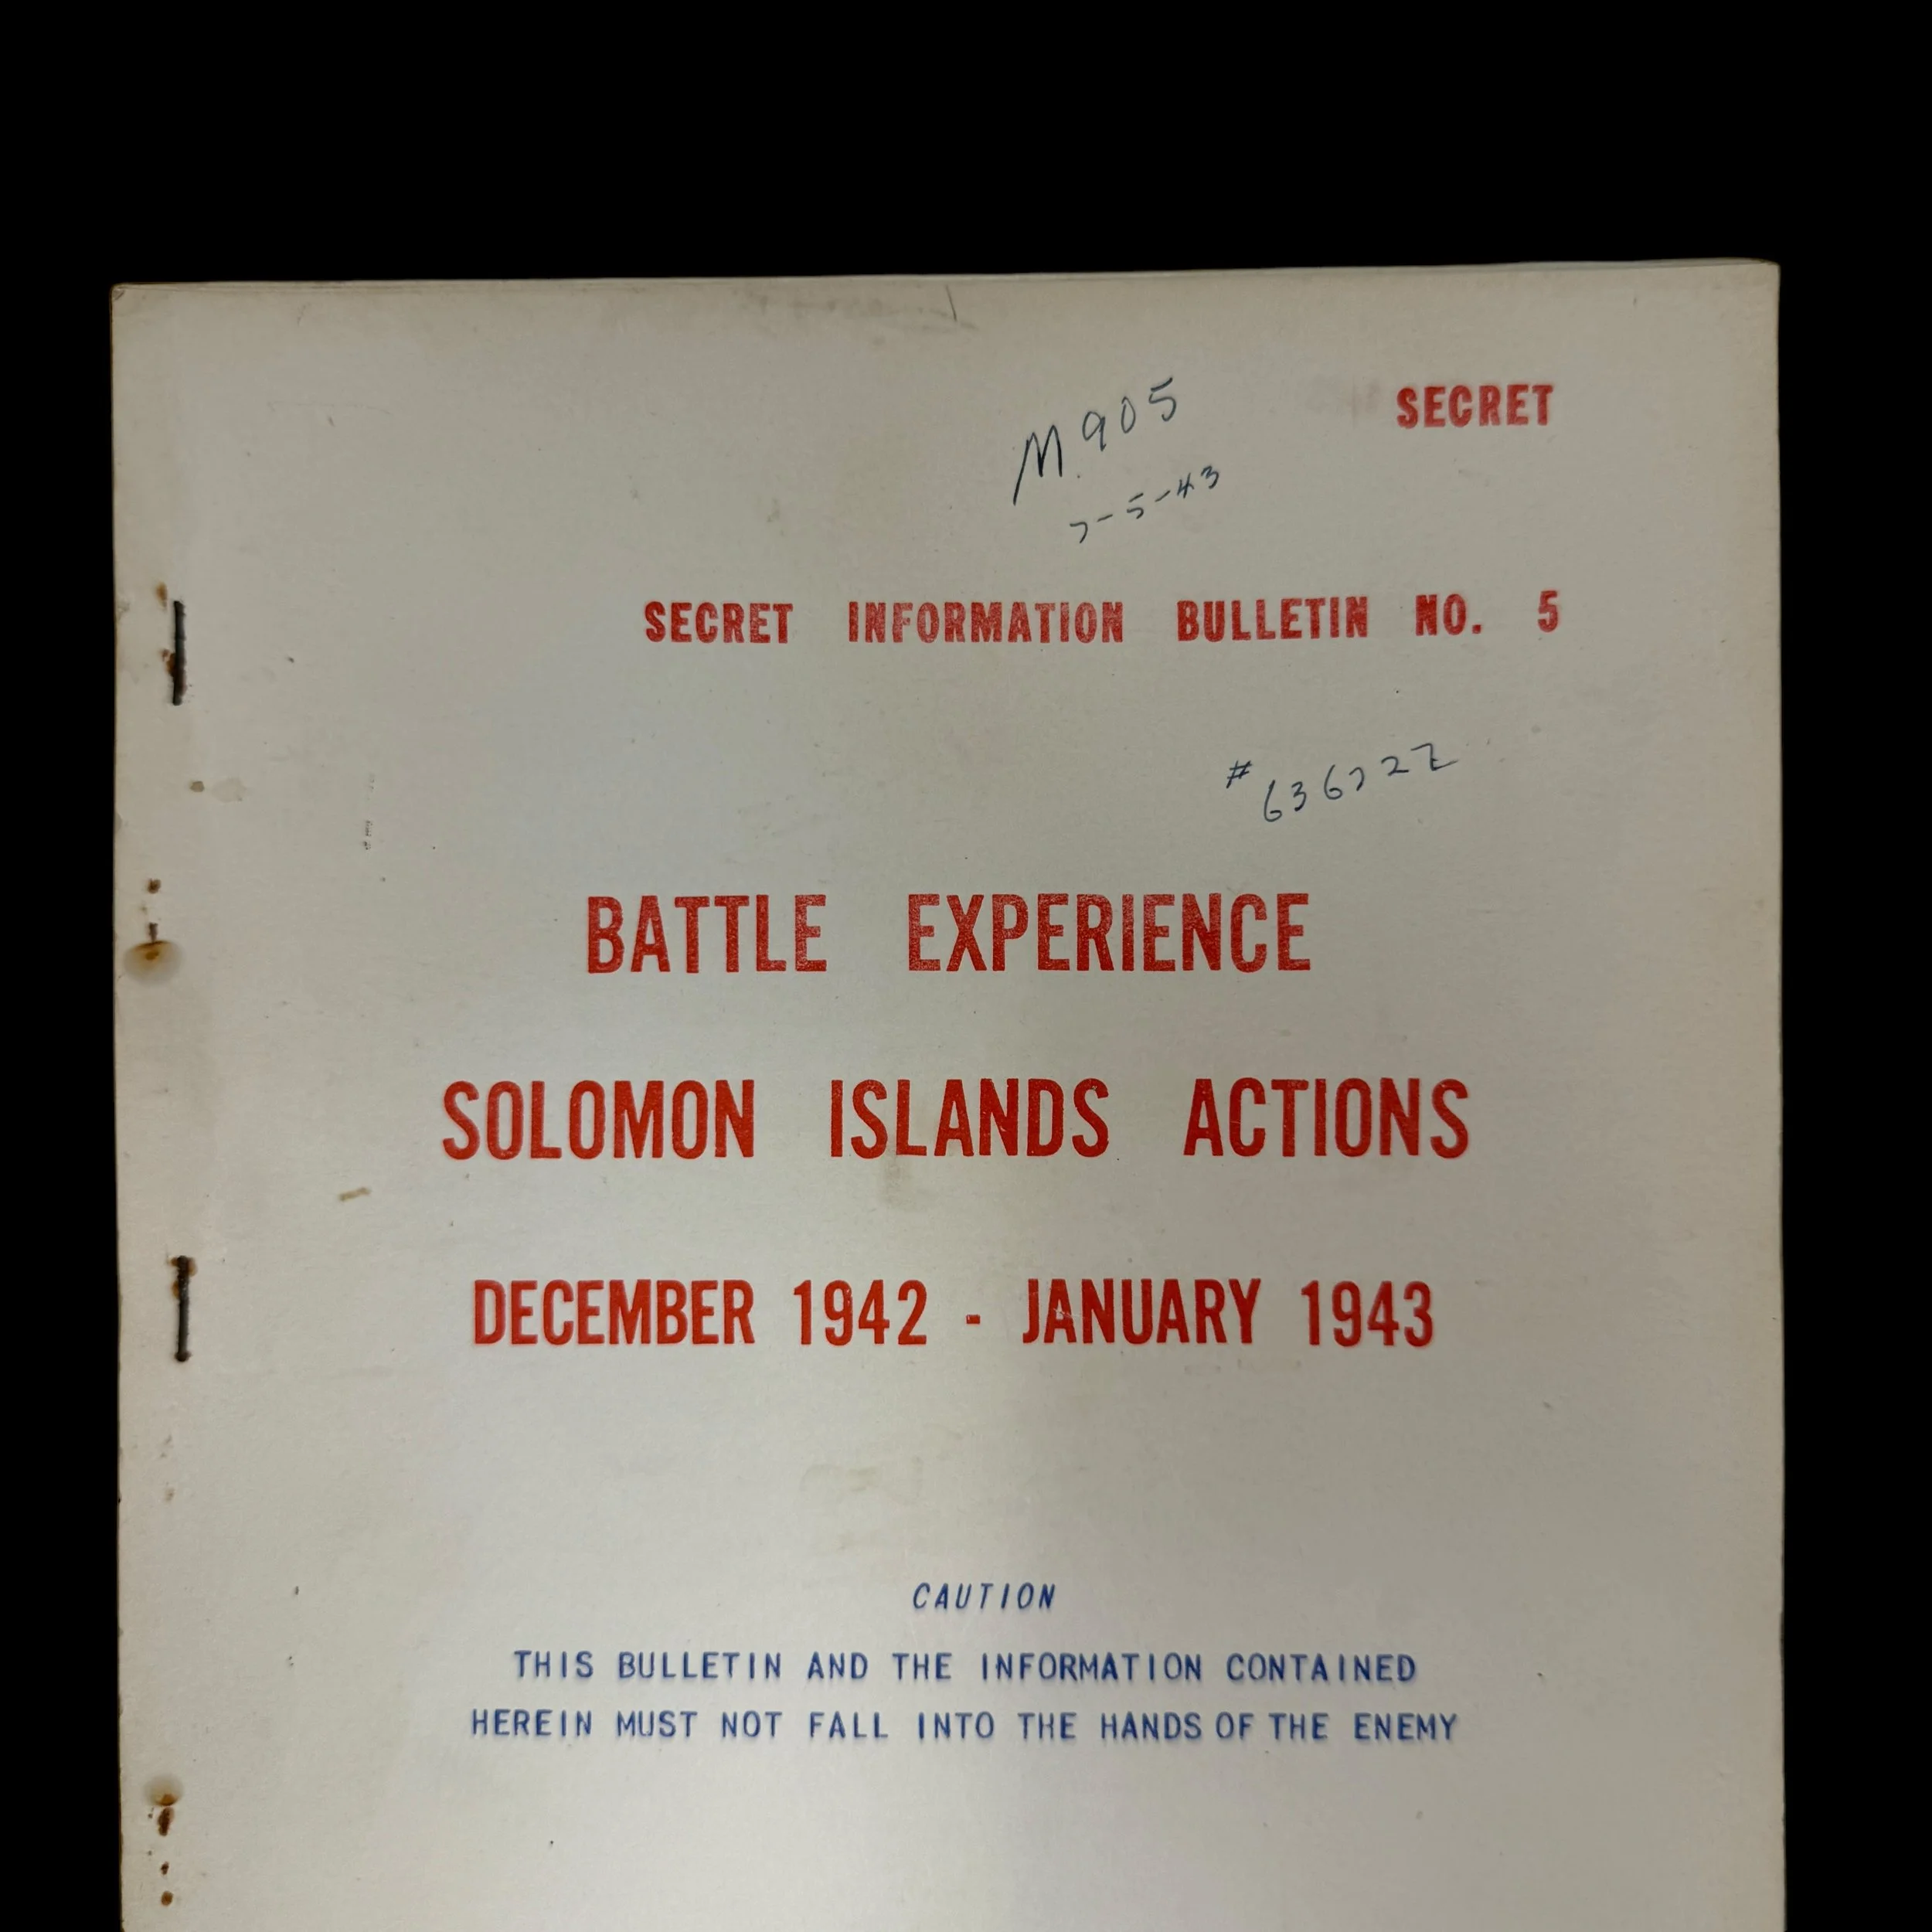 SECRET
M.905
7-5-43
SECRET INFORMATION BULLETIN NO. 5
# 636722
BATTLE EXPERIENCE
SOLOMON ISLANDS ACTIONS
DECEMBER 1942 - JANUARY 1943
CAUTION
THIS BULLETIN AND THE INFORMATION CONTAINED
HEREIN MUST NOT FALL INTO THE HANDS OF THE ENEMY